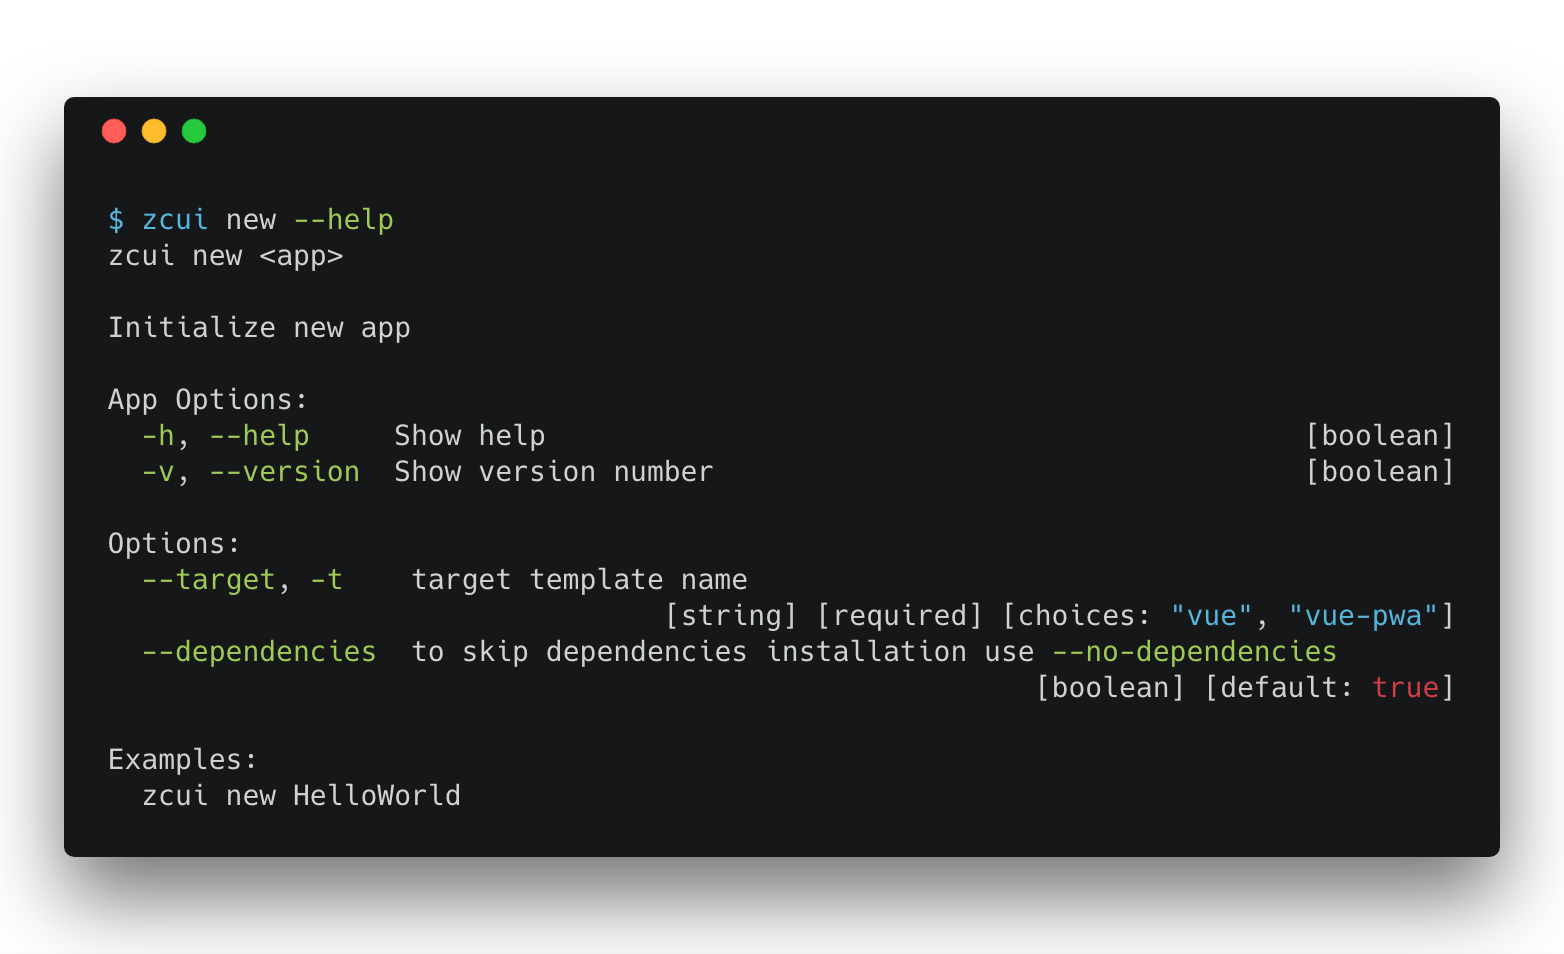 $ zcui new --help
zcui new <app>
Initialize new app
App Options:
-h, --help     Show help     [boolean]
-v, --version  Show version number     [boolean]
Options:
--target, -t    target template name
[string] [required] [choices: "vue", "vue-pwa"]
--dependencies  to skip dependencies installation use --no-dependencies
[boolean] [default: true]
Examples:
zcui new HelloWorld